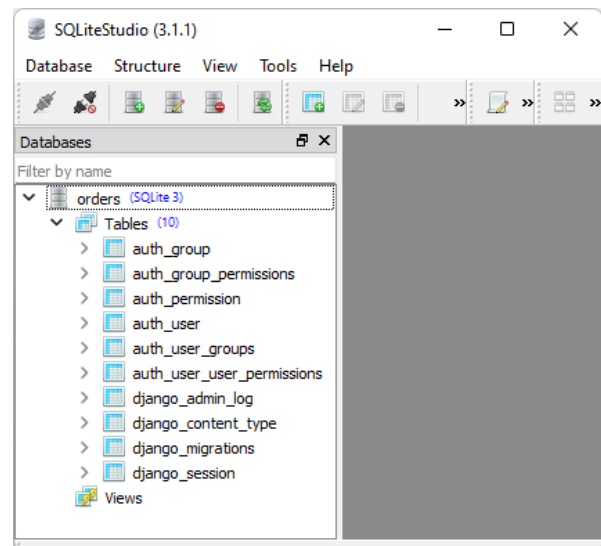 SQLiteStudio (3.1.1)
Database Structure View Tools Help
Databases
Filter by name
orders (SQLite 3)
Tables (10)
auth_group
auth_group_permissions
auth_permission
auth_user
auth_user_groups
auth_user_user_permissions
django_admin_log
django_content_type
django_migrations
django_session
Views